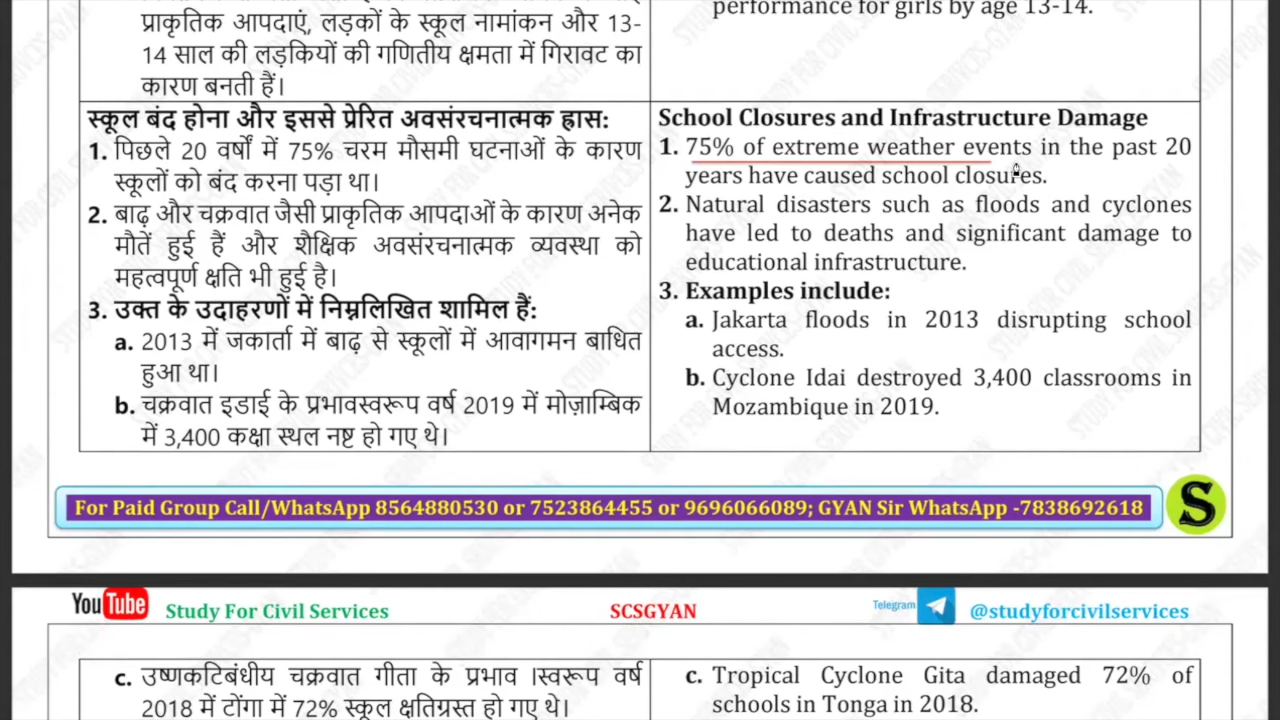 प्राकृतिक आपदाएं, लड़कों के स्कूल नामांकन और 13-
14 साल की लड़कियों की गणितीय क्षमता में गिरावट का
कारण बनती हैं।
performance for girls by age 13-14.
स्कूल बंद होना और इससे प्रेरित अवसंरचनात्मक ह्रास:
1. पिछले 20 वर्षों में 75% चरम मौसमी घटनाओं के कारण
स्कूलों को बंद करना पड़ा था।
2. बाढ़ और चक्रवात जैसी प्राकृतिक आपदाओं के कारण अनेक
मौतें हुई हैं और शैक्षिक अवसंरचनात्मक व्यवस्था को
महत्वपूर्ण क्षति भी हुई है।
3. उक्त के उदाहरणों में निम्नलिखित शामिल हैं:
a. 2013 में जकार्ता में बाढ़ से स्कूलों में आवागमन बाधित
हुआ था।
b. चक्रवात इडाई के प्रभावस्वरूप वर्ष 2019 में मोज़ाम्बिक
में 3,400 कक्षा स्थल नष्ट हो गए थे।
School Closures and Infrastructure Damage
1. 75% of extreme weather events in the past 20
years have caused school closures.
2. Natural disasters such as floods and cyclones
have led to deaths and significant damage to
educational infrastructure.
3. Examples include:
a. Jakarta floods in 2013 disrupting school
access.
b. Cyclone Idai destroyed 3,400 classrooms in
Mozambique in 2019.
For Paid Group Call/WhatsApp 8564880530 or 7523864455 or 9696066089; GYAN Sir WhatsApp -7838692618
S
YouTube Study For Civil Services SCSGYAN Telegram @studyforcivilservices
c. उष्णकटिबंधीय चक्रवात गीता के प्रभाव ।स्वरूप वर्ष
2018 में टोंगा में 72% स्कूल क्षतिग्रस्त हो गए थे।
c. Tropical Cyclone Gita damaged 72% of
schools in Tonga in 2018.